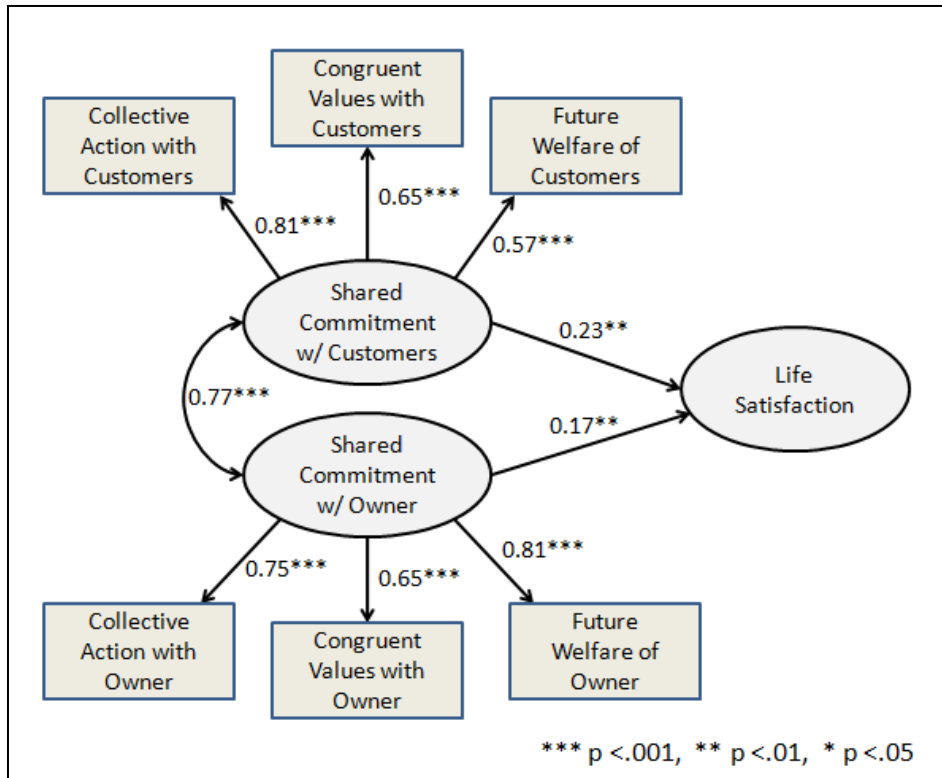 Congruent
Values with
Customers
Collective
Action with
Customers
Future
Welfare of
Customers
0.81***
0.65***
0.57***
Shared
Commitment
w/ Customers
0.23**
0.77***
Life
Satisfaction
0.17**
Shared
Commitment
w/ Owner
0.75***
0.65***
0.81***
Collective
Action with
Owner
Congruent
Values with
Owner
Future
Welfare of
Owner
*** p <.001, ** p <.01, * p <.05